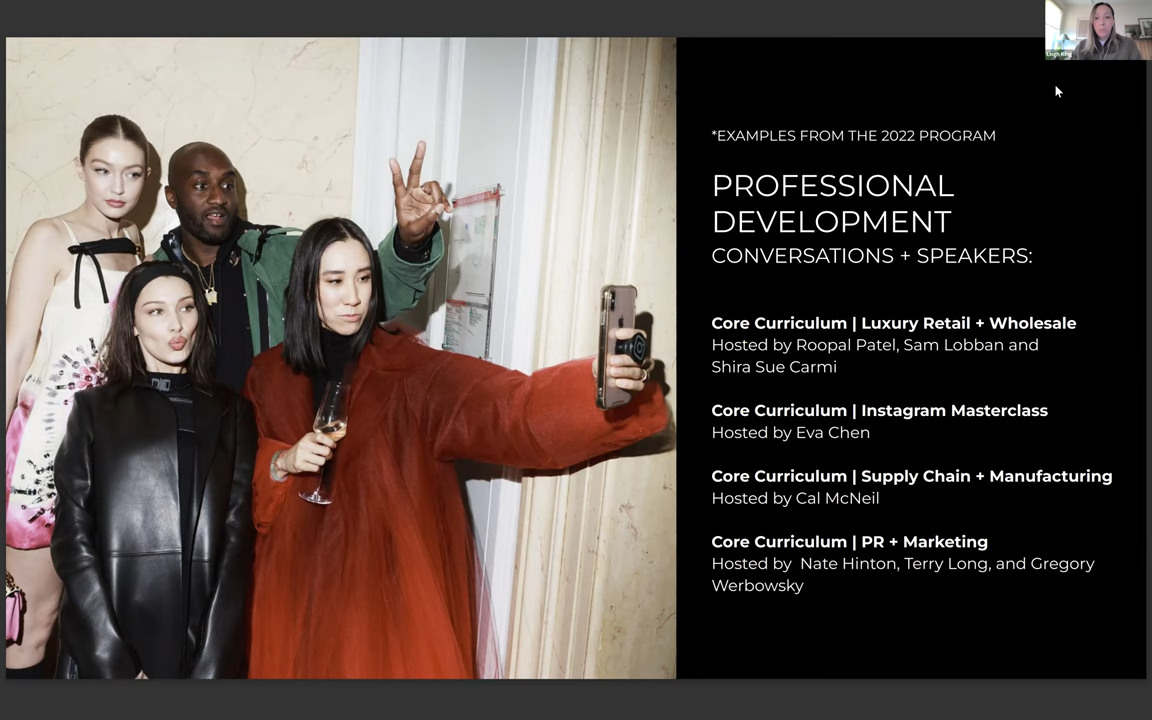 *EXAMPLES FROM THE 2022 PROGRAM
PROFESSIONAL
DEVELOPMENT
CONVERSATIONS + SPEAKERS:
Core Curriculum | Luxury Retail + Wholesale
Hosted by Roopal Patel, Sam Lobban and
Shira Sue Carmi
Core Curriculum | Instagram Masterclass
Hosted by Eva Chen
Core Curriculum | Supply Chain + Manufacturing
Hosted by Cal McNeil
Core Curriculum | PR + Marketing
Hosted by  Nate Hinton, Terry Long, and Gregory
Werbowsky